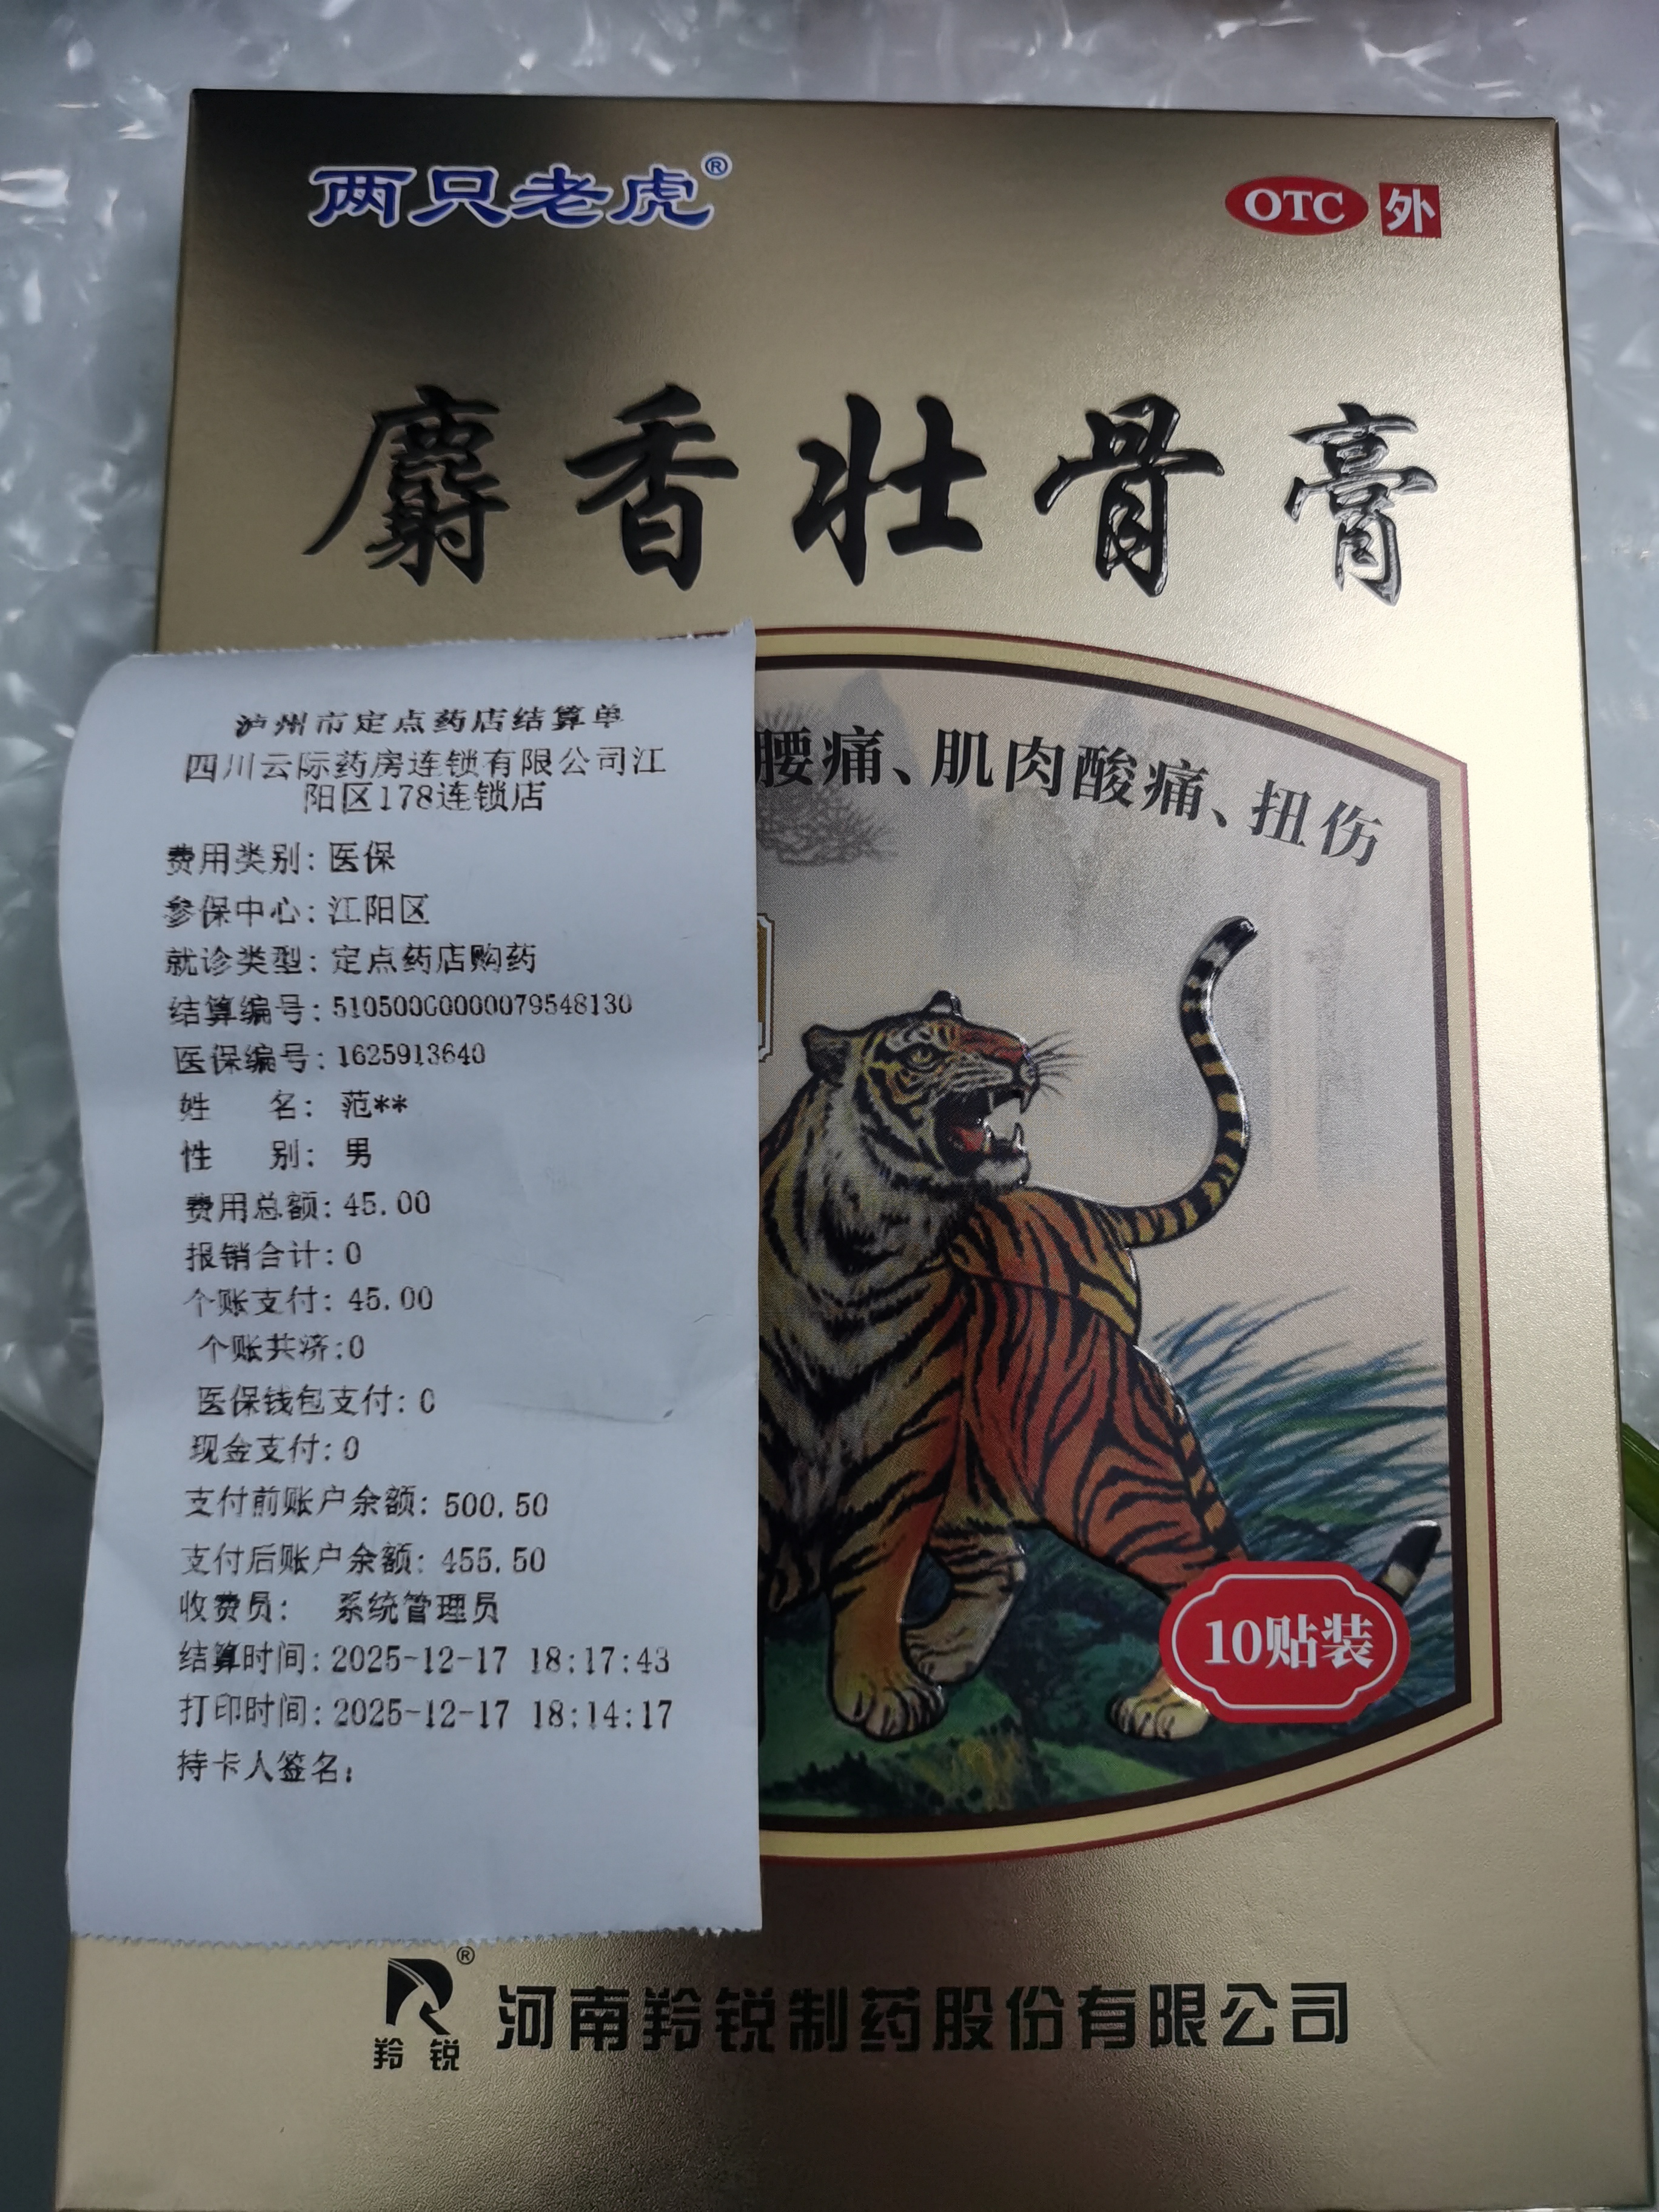 两只老虎®
OTC 外
麝香壮骨膏
腰痛、肌肉酸痛、扭伤
泸州市定点药店结算单
四川云际药房连锁有限公司江
阳区178连锁店
费用类别:医保
参保中心:江阳区
就诊类型:定点药店购药
结算编号:510500G0000079548130
医保编号:1625913640
姓 名: 范**
性 别: 男
费用总额:45.00
报销合计:0
个账支付:45.00
个账共济:0
医保钱包支付:0
现金支付:0
支付前账户余额:500.50
支付后账户余额:455.50
收费员: 系统管理员
结算时间:2025-12-17 18:17:43
打印时间:2025-12-17 18:14:17
持卡人签名:
10贴装
®
羚锐
河南羚锐制药股份有限公司